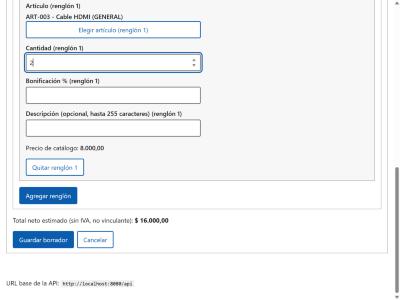 Artículo (renglón 1)
ART-003 - Cable HDMI (GENERAL)
Elegir artículo (renglón 1)
Cantidad (renglón 1)
2
Bonificación % (renglón 1)
Descripción (opcional, hasta 255 caracteres) (renglón 1)
Precio de catálogo: 8.000,00
Quitar renglón 1
Agregar renglón
Total neto estimado (sin IVA, no vinculante): $ 16.000,00
Guardar borrador
Cancelar
URL base de la API: http://localhost:8080/api